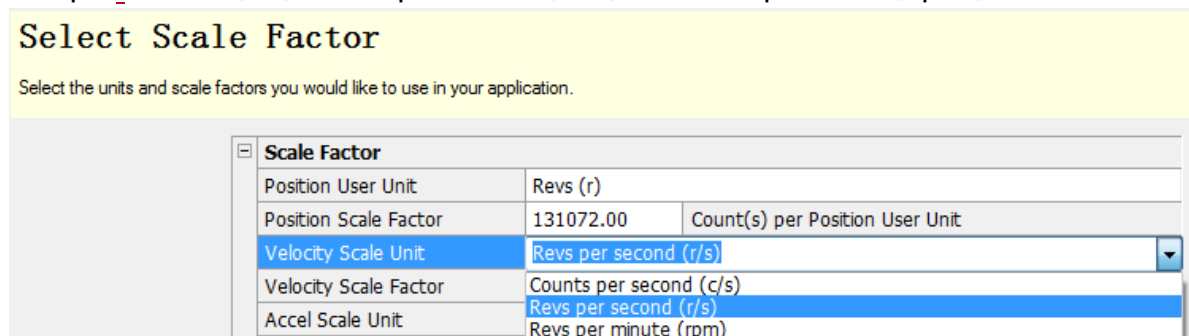 Select Scale Factor
Select the units and scale factors you would like to use in your application.
Scale Factor
Position User Unit Revs (r)
Position Scale Factor 131072.00 Count(s) per Position User Unit
Velocity Scale Unit Revs per second (r/s)
Velocity Scale Factor Counts per second (c/s)
Revs per second (r/s)
Accel Scale Unit Revs per minute (rpm)